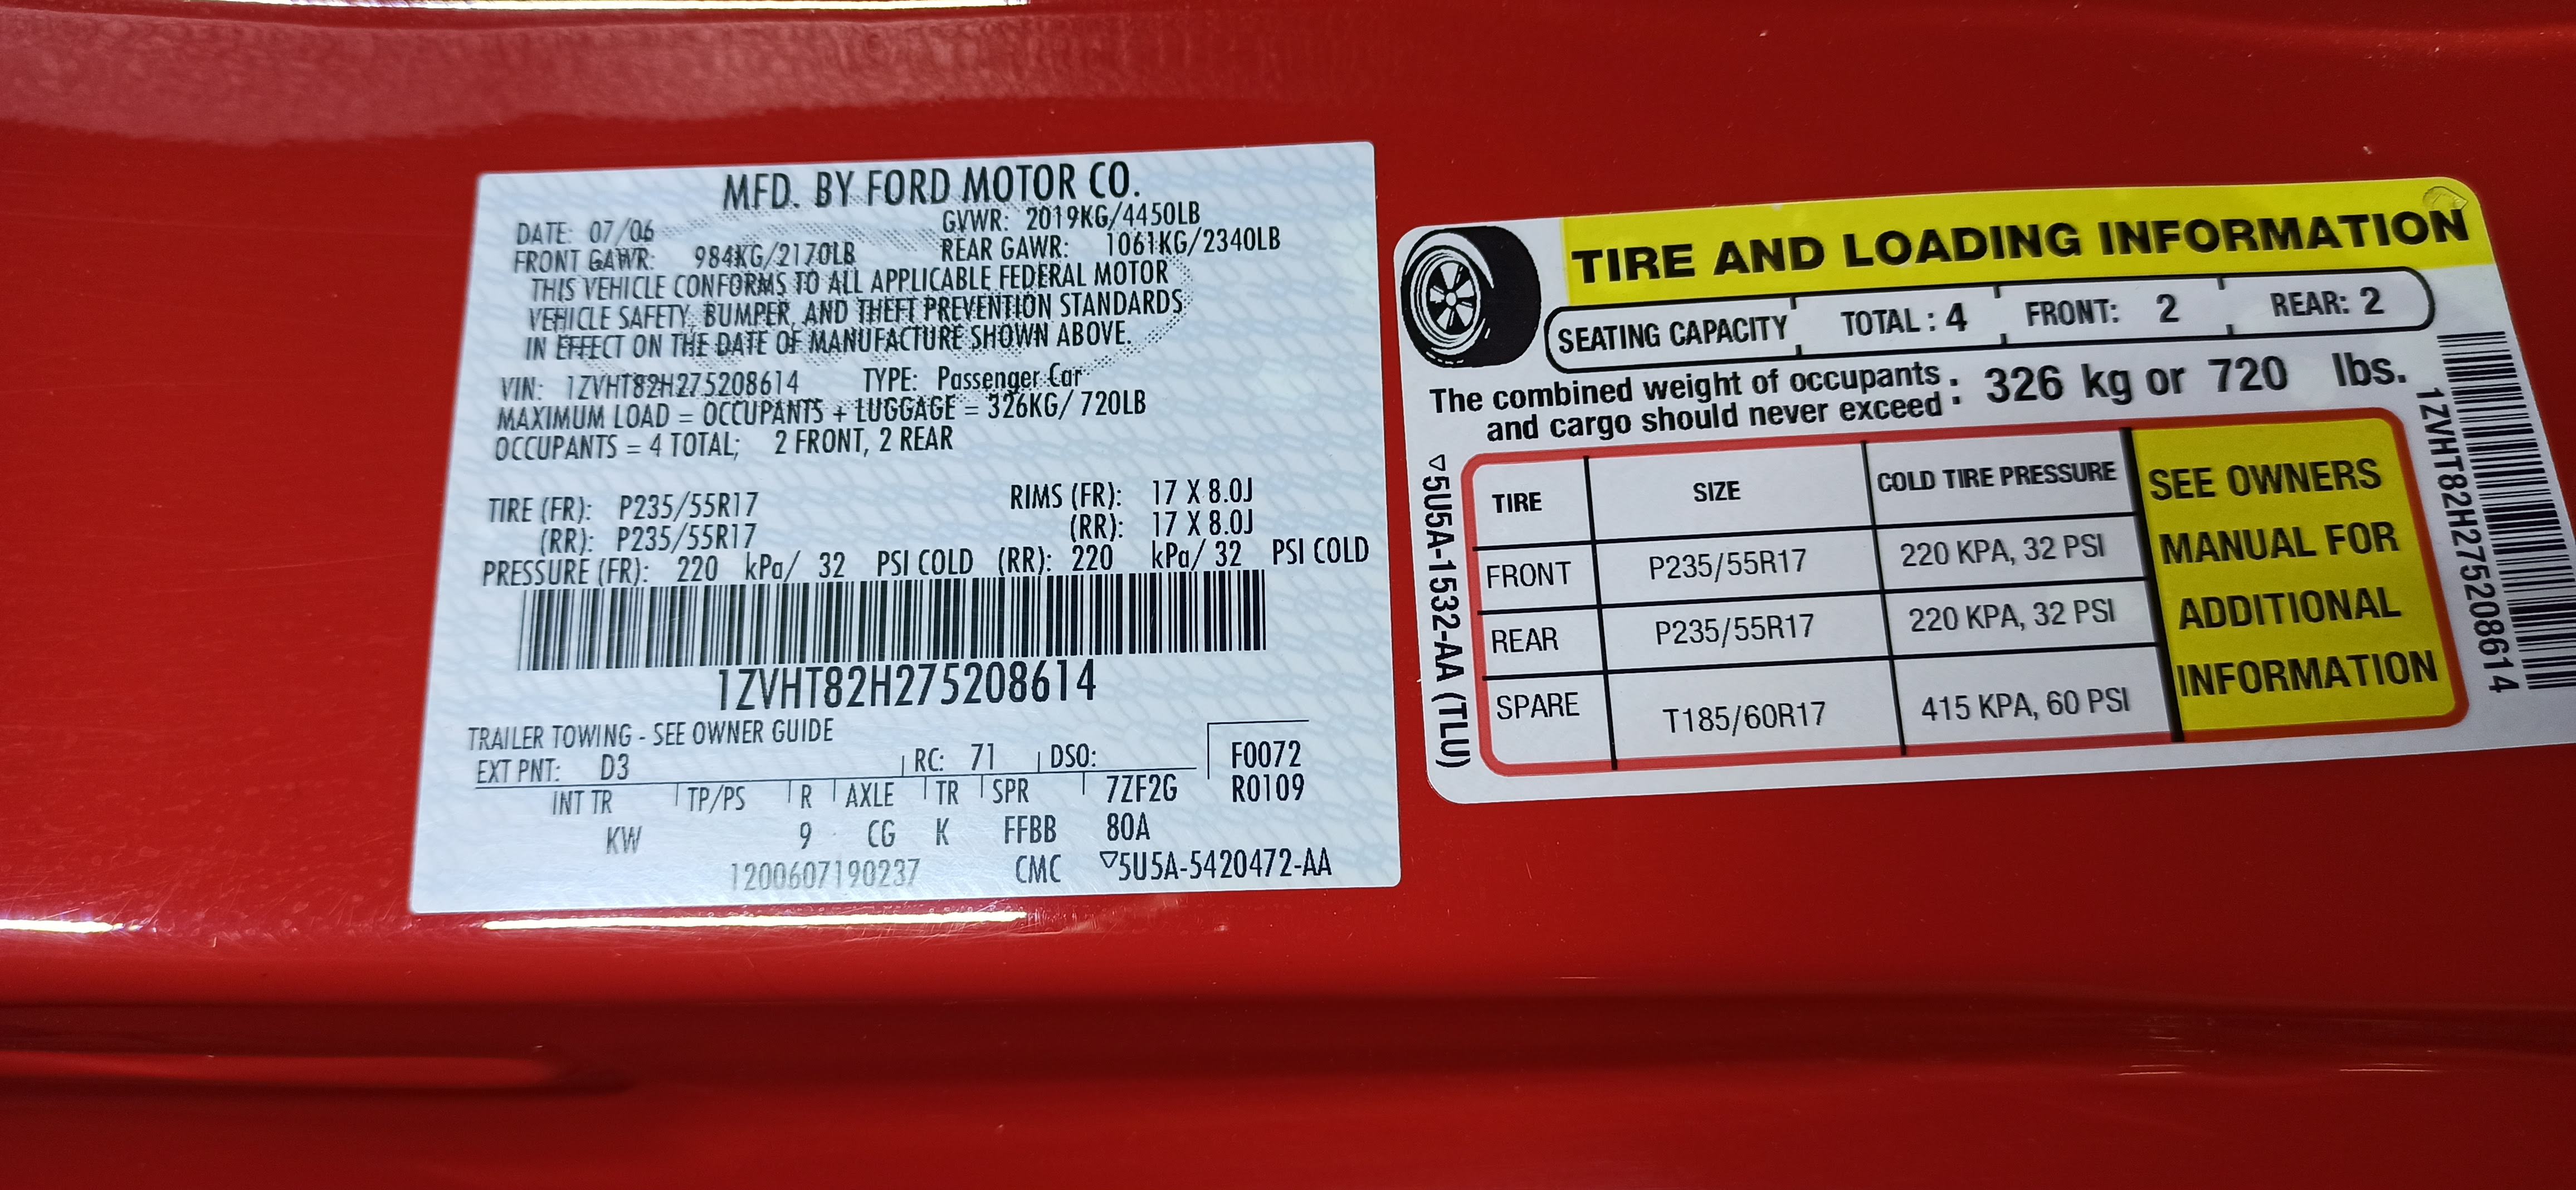 MFD. BY FORD MOTOR CO.
DATE: 07/06 GVWR: 2019KG/4450LB
FRONT GAWR: 984KG/2170LB REAR GAWR: 1061KG/2340LB
THIS VEHICLE CONFORMS TO ALL APPLICABLE FEDERAL MOTOR
VEHICLE SAFETY, BUMPER, AND THEFT PREVENTION STANDARDS
IN EFFECT ON THE DATE OF MANUFACTURE SHOWN ABOVE.
VIN: 1ZVHT82H275208614 TYPE: Passenger Car
MAXIMUM LOAD = OCCUPANTS + LUGGAGE = 326KG/ 720LB
OCCUPANTS = 4 TOTAL; 2 FRONT, 2 REAR
TIRE (FR): P235/55R17 RIMS (FR): 17 X 8.0J
(RR): P235/55R17 (RR): 17 X 8.0J
PRESSURE (FR): 220 kPa/ 32 PSI COLD (RR): 220 kPa/ 32 PSI COLD
1ZVHT82H275208614
TRAILER TOWING - SEE OWNER GUIDE
EXT PNT: D3 RC: 71 DSO: F0072
INT TR TP/PS R AXLE TR SPR 7ZF2G R0109
KW 9 CG K FFBB 80A
1200607190237 CMC ▽5U5A-5420472-AA
TIRE AND LOADING INFORMATION
SEATING CAPACITY TOTAL : 4 FRONT: 2 REAR: 2
The combined weight of occupants : 326 kg or 720 lbs.
and cargo should never exceed :
TIRE SIZE COLD TIRE PRESSURE
FRONT P235/55R17 220 KPA, 32 PSI
REAR P235/55R17 220 KPA, 32 PSI
SPARE T185/60R17 415 KPA, 60 PSI
SEE OWNERS
MANUAL FOR
ADDITIONAL
INFORMATION
▽5U5A-1532-AA (TLU)
1ZVHT82H275208614